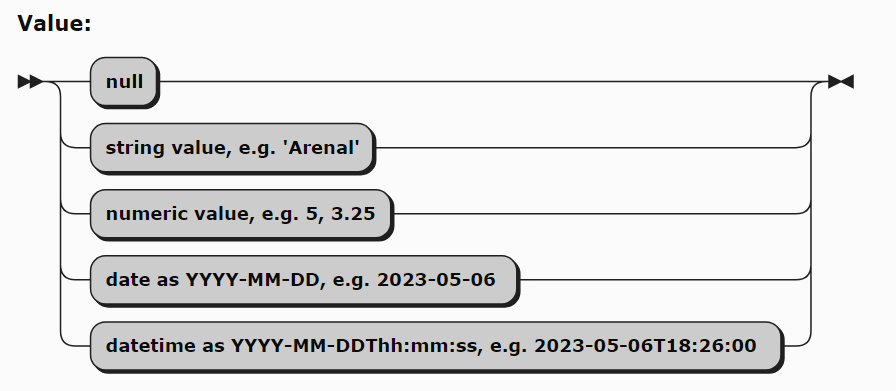 Value:
null
string value, e.g. 'Arenal'
numeric value, e.g. 5, 3.25
date as YYYY-MM-DD, e.g. 2023-05-06
datetime as YYYY-MM-DDThh:mm:ss, e.g. 2023-05-06T18:26:00